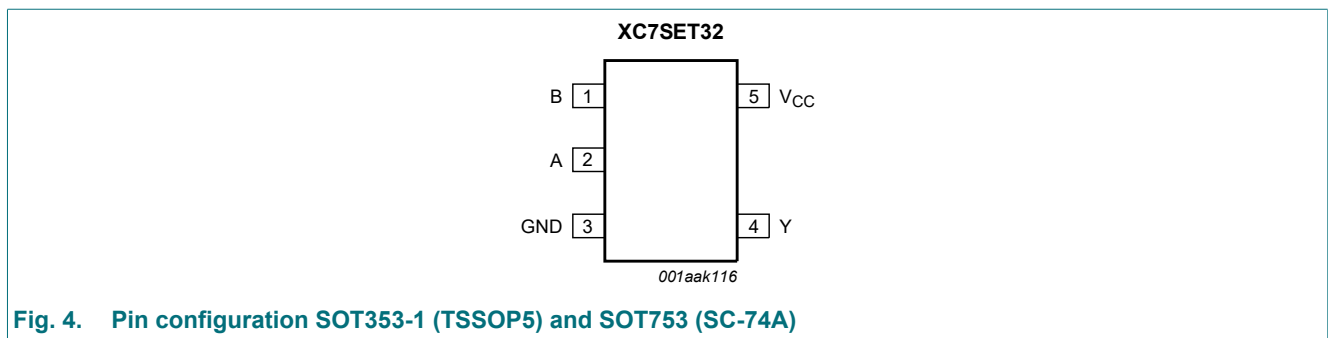 XC7SET32
B 1 5 VCC
A 2
GND 3 4 Y
001aak116
Fig. 4. Pin configuration SOT353-1 (TSSOP5) and SOT753 (SC-74A)